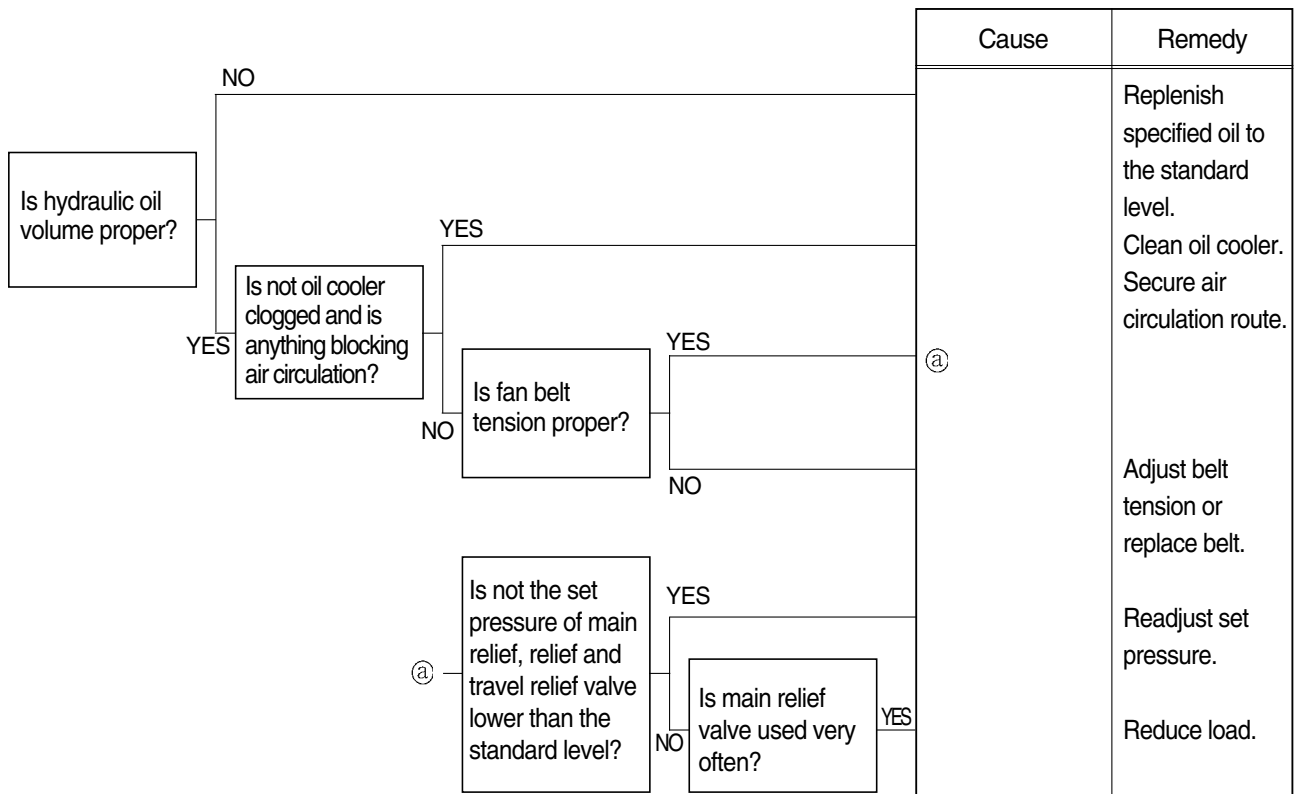 Cause
Remedy
NO
Replenish
specified oil to
the standard
level.
Is hydraulic oil
volume proper?
YES
Clean oil cooler.
Secure air
circulation route.
Is not oil cooler
clogged and is
anything blocking
air circulation?
YES
YES
ⓐ
Is fan belt
tension proper?
NO
NO
Adjust belt
tension or
replace belt.
ⓐ
Is not the set
pressure of main
relief, relief and
travel relief valve
lower than the
standard level?
YES
Readjust set
pressure.
NO
Is main relief
valve used very
often?
YES
Reduce load.